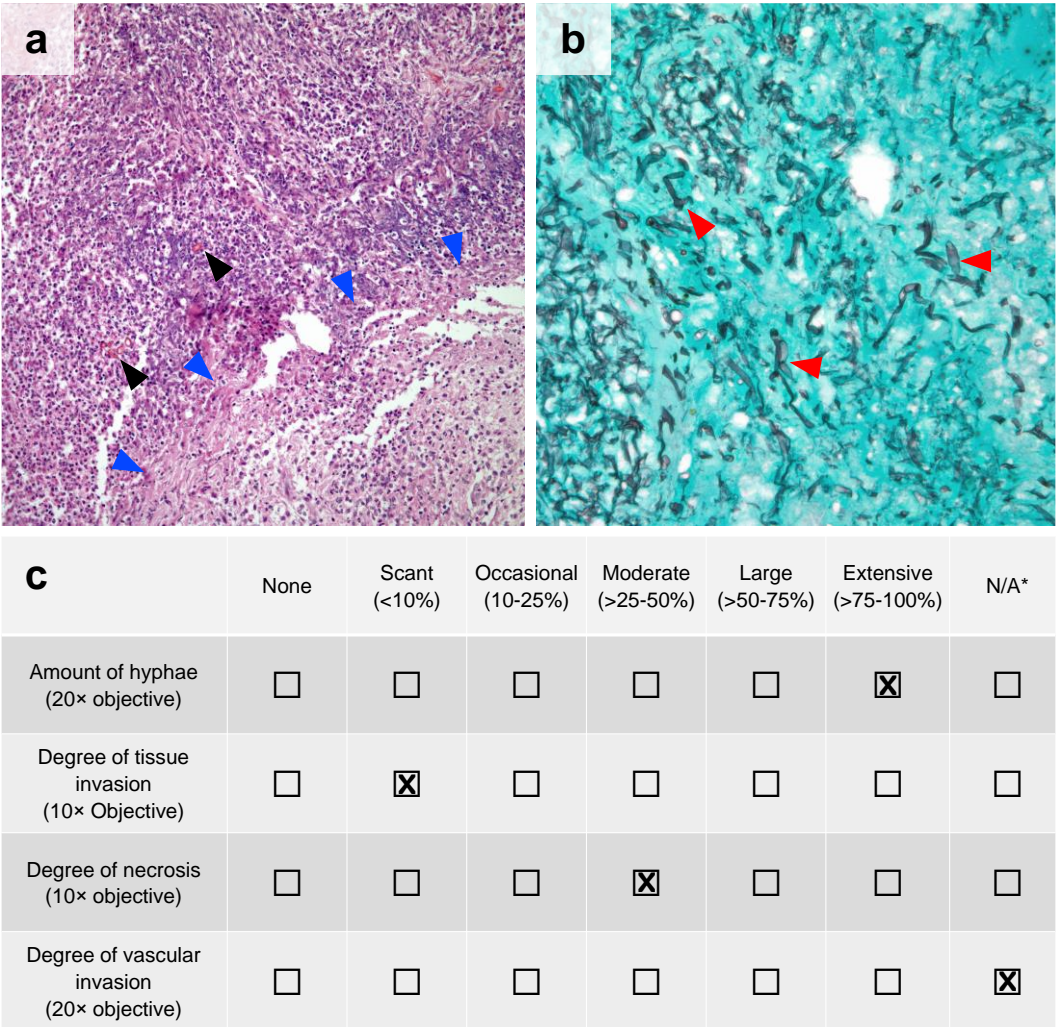 a
b
c
None
Scant
(<10%)
Occasional
(10-25%)
Moderate
(>25-50%)
Large
(>50-75%)
Extensive
(>75-100%)
N/A*
Amount of hyphae
(20× objective)
X
Degree of tissue
invasion
(10× Objective)
X
Degree of necrosis
(10× objective)
X
Degree of vascular
invasion
(20× objective)
X